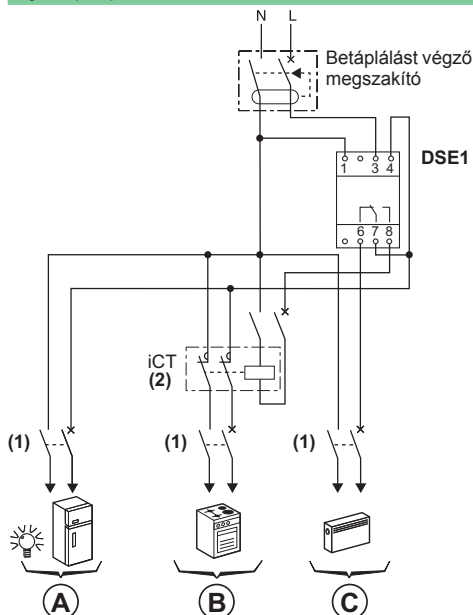 N L
Betáplálást végző
megszakító
DSE1
1 3 4
6 7 8
iCT
(2)
(1) (1) (1)
A B C